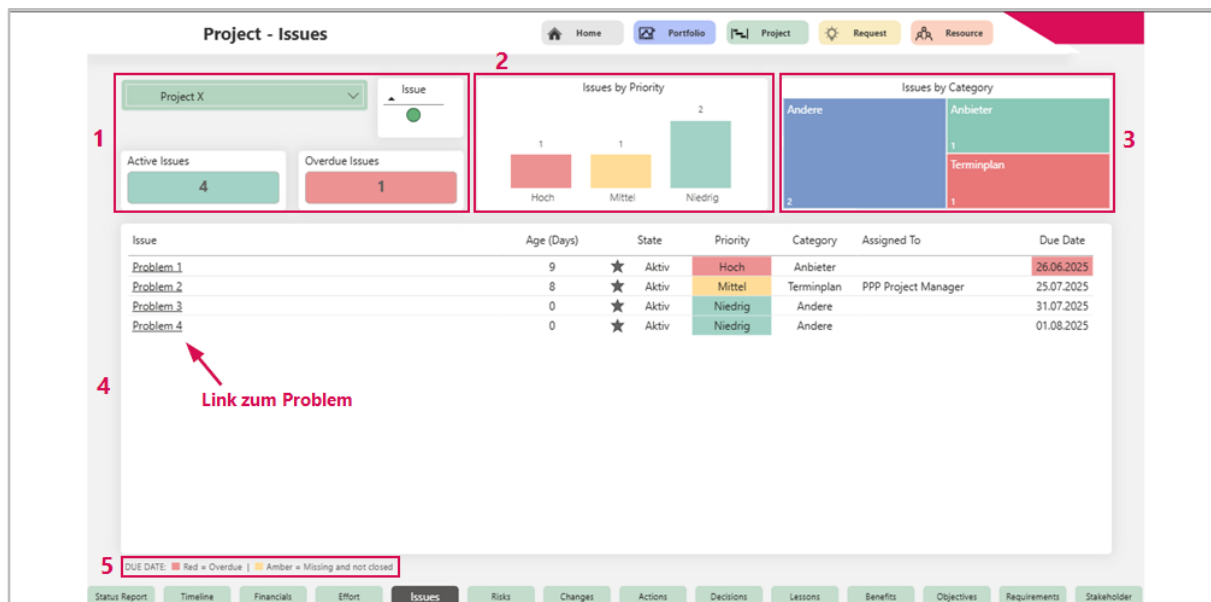 Project - Issues
Home
Portfolio
Project
Request
Resource
1
2
3
Project X
Issue
Active Issues
4
Overdue Issues
1
Issues by Priority
1
1
2
Hoch
Mittel
Niedrig
Issues by Category
Andere
2
Anbieter
1
Terminplan
1
4
Issue Age (Days) State Priority Category Assigned To Due Date
Problem 1 9 Aktiv Hoch Anbieter 26.06.2025
Problem 2 8 Aktiv Mittel Terminplan PPP Project Manager 25.07.2025
Problem 3 0 Aktiv Niedrig Andere 31.07.2025
Problem 4 0 Aktiv Niedrig Andere 01.08.2025
Link zum Problem
5
DUE DATE: Red = Overdue | Amber = Missing and not closed
Status Report Timeline Financials Effort Issues Risks Changes Actions Decisions Lessons Benefits Objectives Requirements Stakeholder